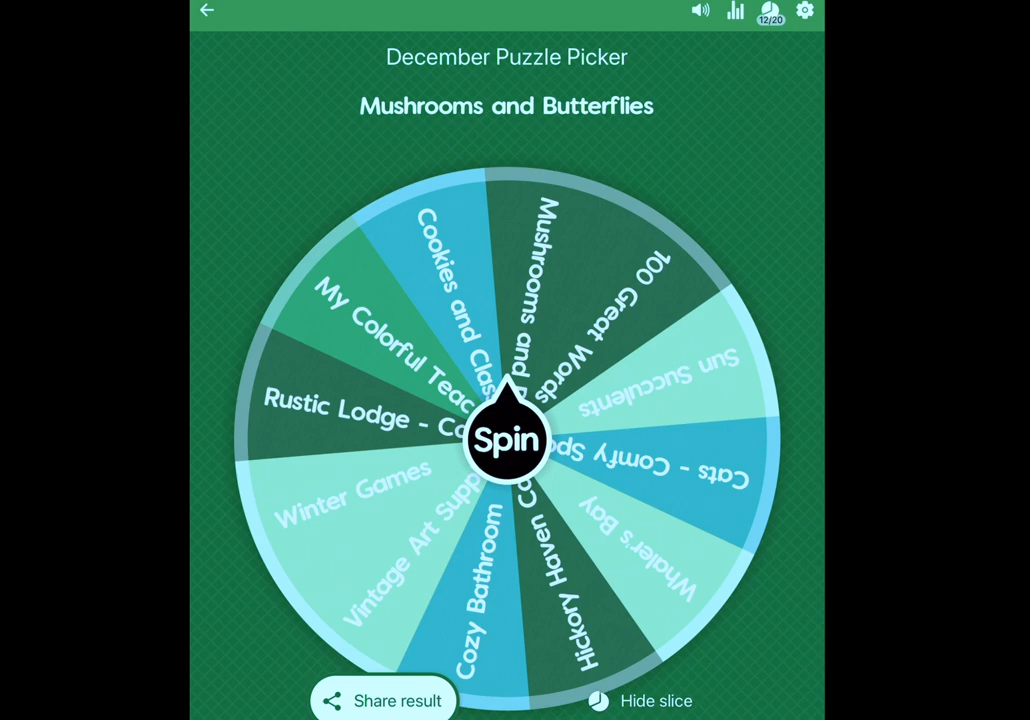 12/20
December Puzzle Picker
Mushrooms and Butterflies
Mushrooms and
100 Great Words
Sun Succulents
Cats - Comfy Spo
Whaler's Bay
Hickory Haven Co
Cozy Bathroom
Vintage Art Supp
Winter Games
Rustic Lodge - Co
My Colorful Teac
Cookies and Clas
Spin
Share result
Hide slice